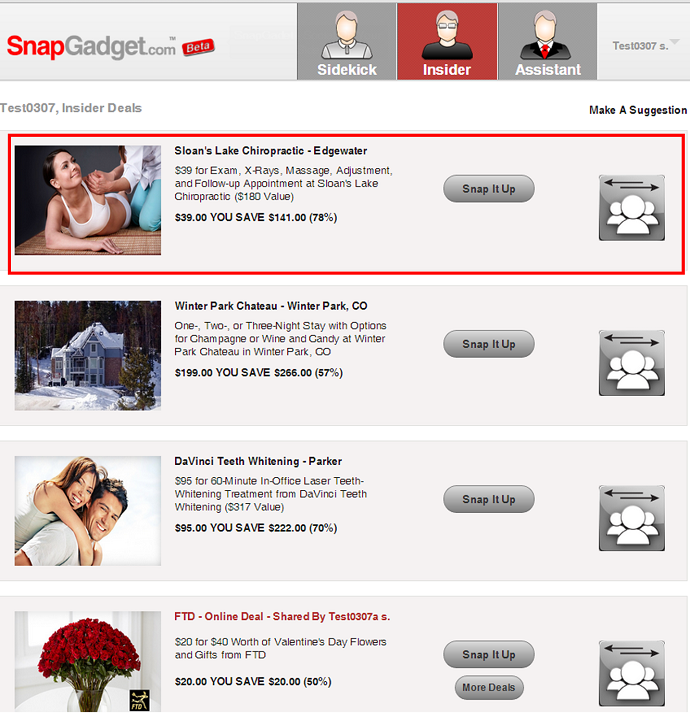 SnapGadget.com™ Beta
Sidekick
Insider
Assistant
Test0307 s.
Test0307, Insider Deals
Make A Suggestion
Sloan's Lake Chiropractic - Edgewater
$39 for Exam, X-Rays, Massage, Adjustment,
and Follow-up Appointment at Sloan's Lake
Chiropractic ($180 Value)
$39.00 YOU SAVE $141.00 (78%)
Snap It Up
Winter Park Chateau - Winter Park, CO
One-, Two-, or Three-Night Stay with Options
for Champagne or Wine and Candy at Winter
Park Chateau in Winter Park, CO
$199.00 YOU SAVE $266.00 (57%)
Snap It Up
DaVinci Teeth Whitening - Parker
$95 for 60-Minute In-Office Laser Teeth-
Whitening Treatment from DaVinci Teeth
Whitening ($317 Value)
$95.00 YOU SAVE $222.00 (70%)
Snap It Up
FTD
FTD - Online Deal - Shared By Test0307a s.
$20 for $40 Worth of Valentine's Day Flowers
and Gifts from FTD
$20.00 YOU SAVE $20.00 (50%)
Snap It Up
More Deals